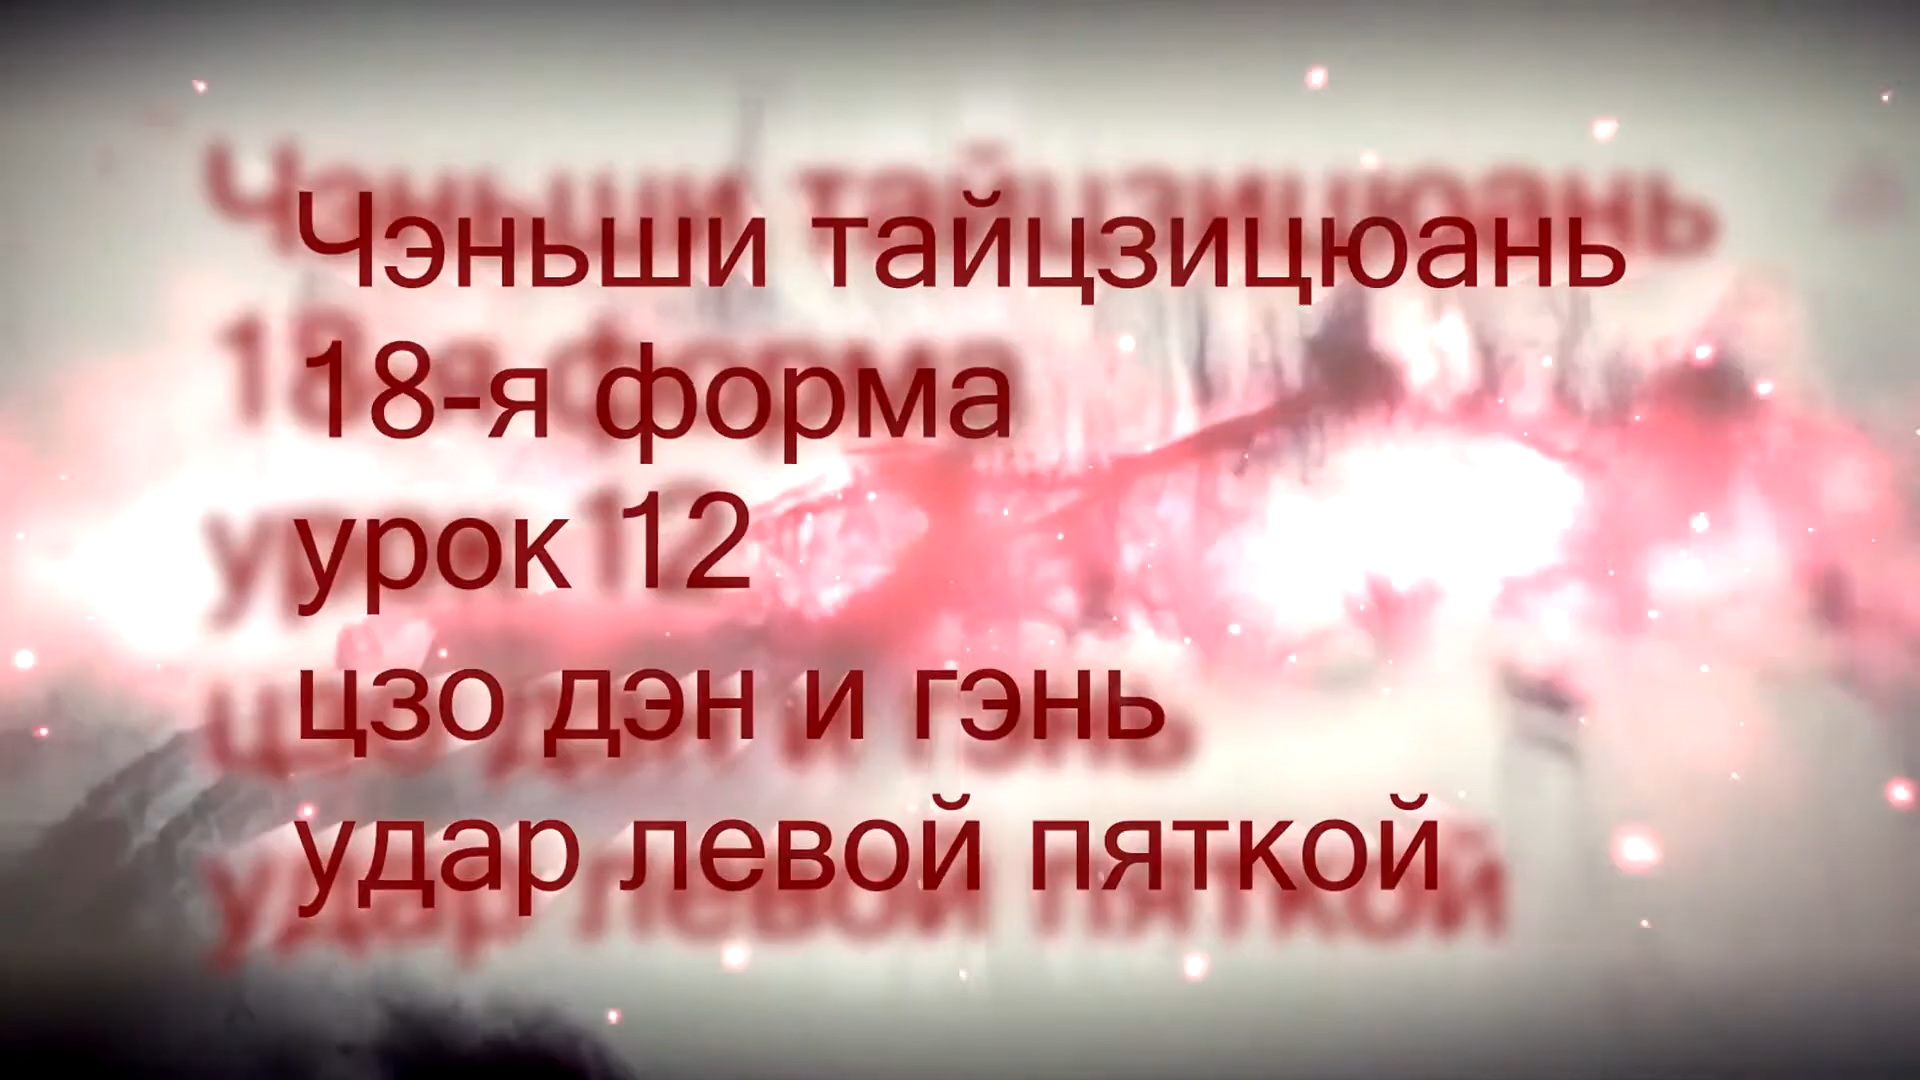 Чэньши тайцзицюань
18-я форма
урок 12
цзо дэн и гэнь
удар левой пяткой